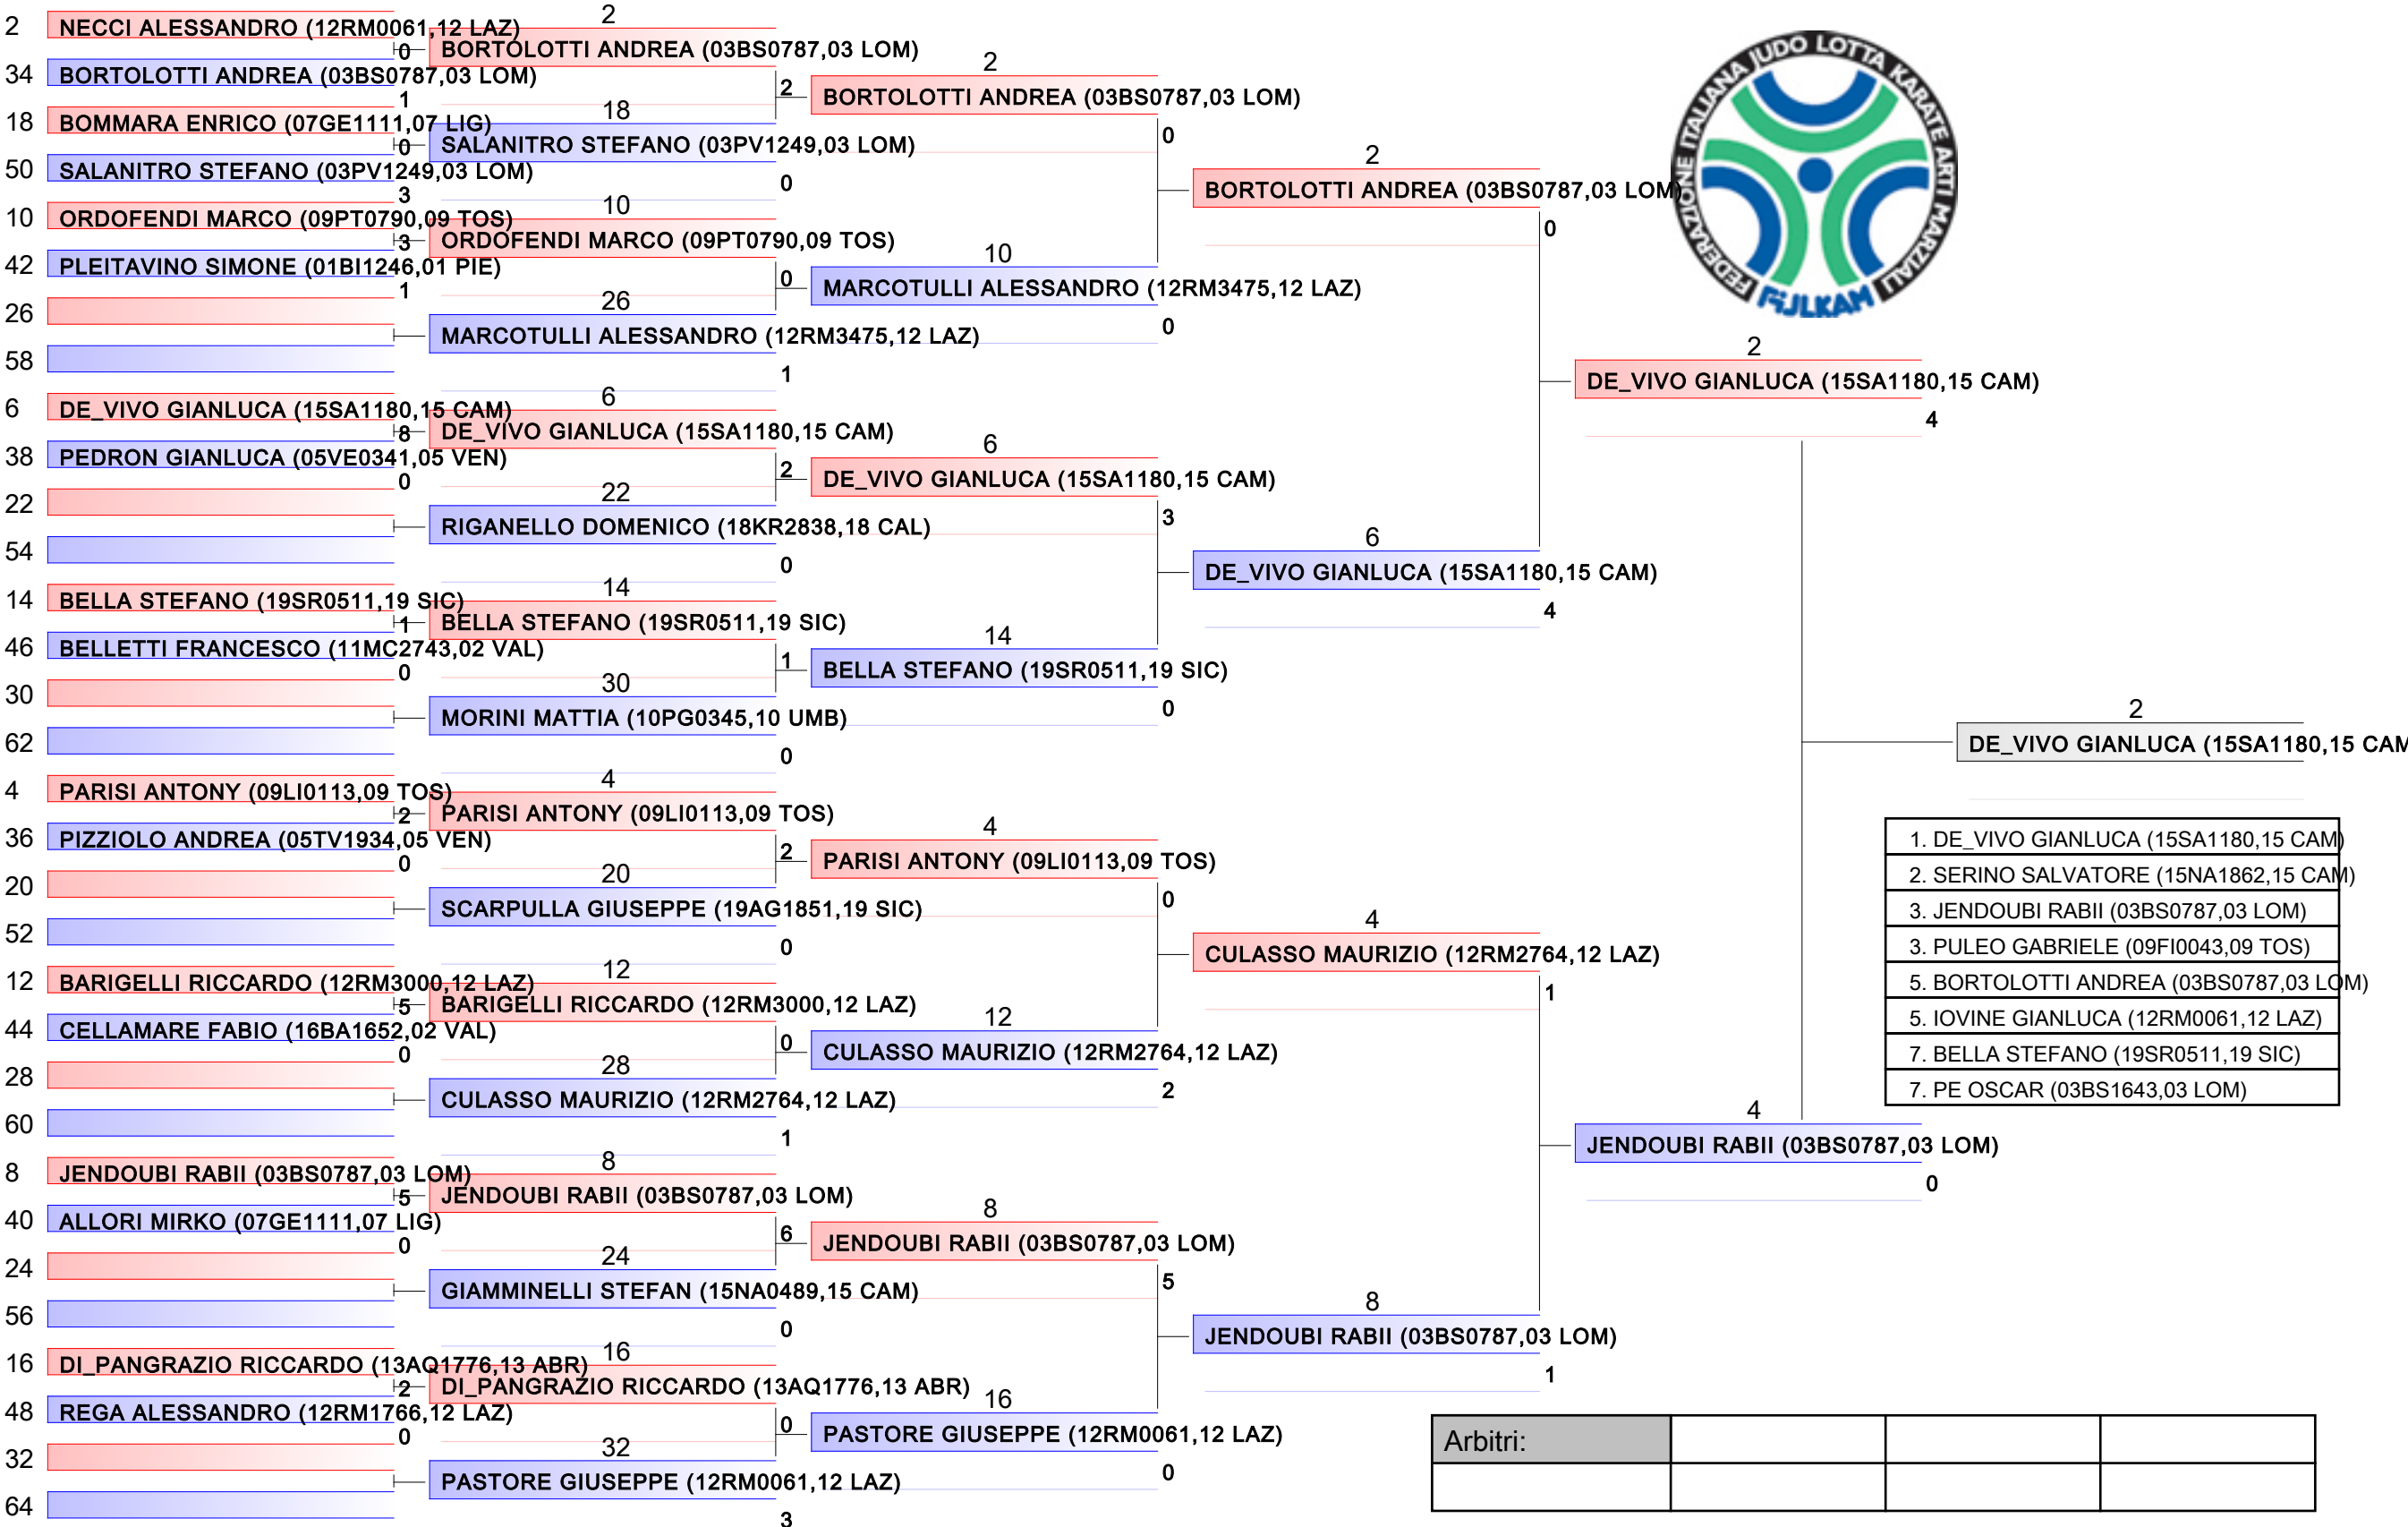 2 NECCI ALESSANDRO (12RM0061,12 LAZ)
0
34 BORTOLOTTI ANDREA (03BS0787,03 LOM)
1
18 BOMMARA ENRICO (07GE1111,07 LIG)
0
50 SALANITRO STEFANO (03PV1249,03 LOM)
3
10 ORDOFENDI MARCO (09PT0790,09 TOS)
3
42 PLEITAVINO SIMONE (01BI1246,01 PIE)
1
26
58
6 DE_VIVO GIANLUCA (15SA1180,15 CAM)
8
38 PEDRON GIANLUCA (05VE0341,05 VEN)
0
22
54
14 BELLA STEFANO (19SR0511,19 SIC)
1
46 BELLETTI FRANCESCO (11MC2743,02 VAL)
0
30
62
4 PARISI ANTONY (09LI0113,09 TOS)
2
36 PIZZIOLO ANDREA (05TV1934,05 VEN)
0
20
52
12 BARIGELLI RICCARDO (12RM3000,12 LAZ)
5
44 CELLAMARE FABIO (16BA1652,02 VAL)
0
28
60
8 JENDOUBI RABII (03BS0787,03 LOM)
5
40 ALLORI MIRKO (07GE1111,07 LIG)
0
24
56
16 DI_PANGRAZIO RICCARDO (13AQ1776,13 ABR)
2
48 REGA ALESSANDRO (12RM1766,12 LAZ)
0
32
64
2
BORTOLOTTI ANDREA (03BS0787,03 LOM)
2
18
SALANITRO STEFANO (03PV1249,03 LOM)
0
10
ORDOFENDI MARCO (09PT0790,09 TOS)
0
26
MARCOTULLI ALESSANDRO (12RM3475,12 LAZ)
1
6
DE_VIVO GIANLUCA (15SA1180,15 CAM)
2
22
RIGANELLO DOMENICO (18KR2838,18 CAL)
0
14
BELLA STEFANO (19SR0511,19 SIC)
1
30
MORINI MATTIA (10PG0345,10 UMB)
0
4
PARISI ANTONY (09LI0113,09 TOS)
2
20
SCARPULLA GIUSEPPE (19AG1851,19 SIC)
0
12
BARIGELLI RICCARDO (12RM3000,12 LAZ)
0
28
CULASSO MAURIZIO (12RM2764,12 LAZ)
1
8
JENDOUBI RABII (03BS0787,03 LOM)
6
24
GIAMMINELLI STEFAN (15NA0489,15 CAM)
0
16
DI_PANGRAZIO RICCARDO (13AQ1776,13 ABR)
0
32
PASTORE GIUSEPPE (12RM0061,12 LAZ)
3
2
BORTOLOTTI ANDREA (03BS0787,03 LOM)
0
10
MARCOTULLI ALESSANDRO (12RM3475,12 LAZ)
0
6
DE_VIVO GIANLUCA (15SA1180,15 CAM)
3
14
BELLA STEFANO (19SR0511,19 SIC)
0
4
PARISI ANTONY (09LI0113,09 TOS)
0
12
CULASSO MAURIZIO (12RM2764,12 LAZ)
2
8
JENDOUBI RABII (03BS0787,03 LOM)
5
16
PASTORE GIUSEPPE (12RM0061,12 LAZ)
0
2
BORTOLOTTI ANDREA (03BS0787,03 LOM)
0
6
DE_VIVO GIANLUCA (15SA1180,15 CAM)
4
4
CULASSO MAURIZIO (12RM2764,12 LAZ)
1
8
JENDOUBI RABII (03BS0787,03 LOM)
1
FEDERAZIONE ITALIANA JUDO LOTTA KARATE ARTI MARZIALI
FIJLKAM
2
DE_VIVO GIANLUCA (15SA1180,15 CAM)
4
4
JENDOUBI RABII (03BS0787,03 LOM)
0
2
DE_VIVO GIANLUCA (15SA1180,15 CAM
1. DE_VIVO GIANLUCA (15SA1180,15 CAM)
2. SERINO SALVATORE (15NA1862,15 CAM)
3. JENDOUBI RABII (03BS0787,03 LOM)
3. PULEO GABRIELE (09FI0043,09 TOS)
5. BORTOLOTTI ANDREA (03BS0787,03 LOM)
5. IOVINE GIANLUCA (12RM0061,12 LAZ)
7. BELLA STEFANO (19SR0511,19 SIC)
7. PE OSCAR (03BS1643,03 LOM)
Arbitri: